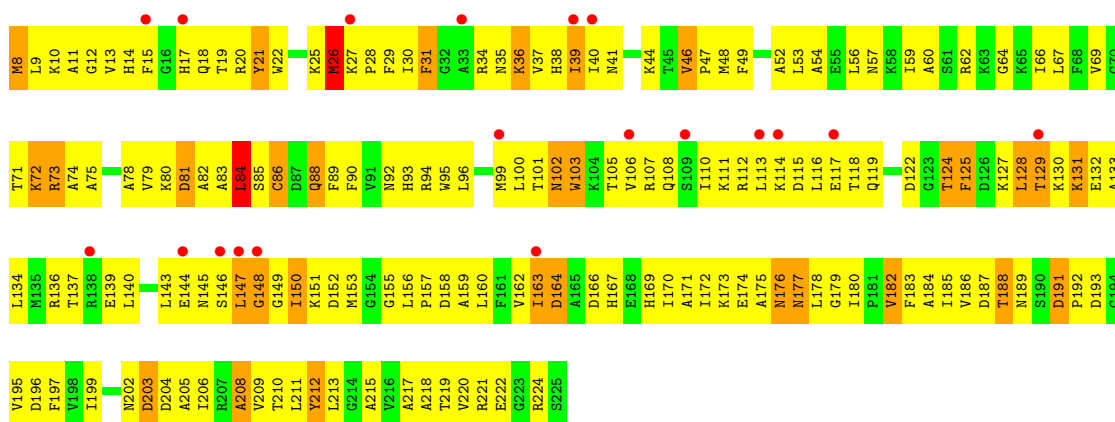 M8 L9 K10 A11 G12 V13 H14 F15 G16 H17 Q18 T19 R20 Y21 W22 K25 M26 K27 P28 F29 I30 F31 G32 A33 R34 N35 K36 V37 H38 I39 I40 N41 K44 T45 V46 P47 M48 F49 A52 L53 A54 E55 L56 N57 K58 I59 A60 S61 R62 K63 G64 K65 I66 L67 F68 V69 G70
T71 K72 R73 A74 A75 A78 V79 K80 D81 A82 A83 L84 S85 C86 D87 Q88 F89 F90 V91 N92 H93 R94 W95 L96 M99 L100 T101 N102 W103 K104 T105 V106 R107 Q108 S109 I110 K111 R112 L113 K114 D115 L116 E117 T118 Q119 D122 G123 T124 F125 D126 K127 L128 T129 K130 K131 E132 A133
L134 M135 R136 T137 R138 E139 L140 L143 E144 N145 S146 L147 G148 G149 I150 K151 D152 M153 G154 G155 L156 P157 D158 A159 L160 F161 V162 I163 D164 A165 D166 H167 E168 H169 I170 A171 I172 K173 E174 A175 N176 N177 L178 G179 I180 P181 V182 F183 A184 I185 V186 D187 T188 N189 S190 D191 P192 D193 G194
V195 D196 F197 V198 I199 N202 D203 D204 A205 I206 R207 A208 V209 T210 L211 Y212 L213 G214 A215 V216 A217 A218 T219 V220 R221 E222 G223 R224 S225